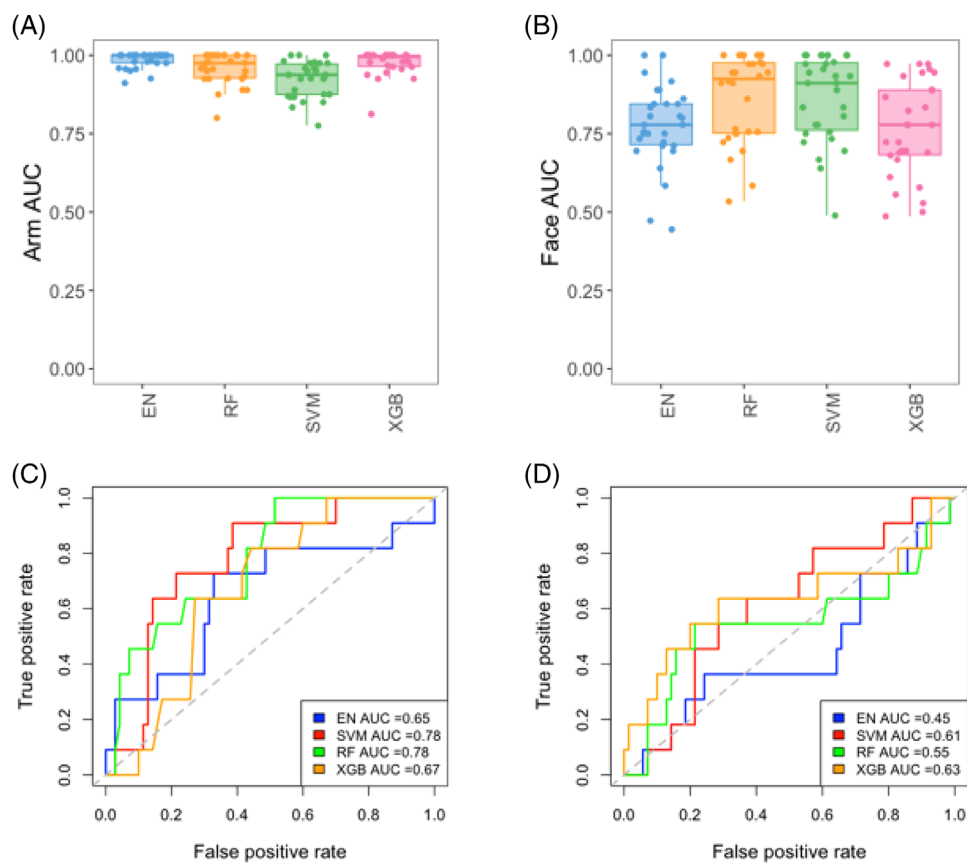 (A)
(B)
Arm AUC
1.00
0.75
0.50
0.25
0.00
EN
RF
SVM
XGB
Face AUC
1.00
0.75
0.50
0.25
0.00
EN
RF
SVM
XGB
(C)
(D)
True positive rate
1.0
0.8
0.6
0.4
0.2
0.0
EN AUC =0.65
SVM AUC =0.78
RF AUC =0.78
XGB AUC =0.67
0.0 0.2 0.4 0.6 0.8 1.0
False positive rate
True positive rate
1.0
0.8
0.6
0.4
0.2
0.0
EN AUC =0.45
SVM AUC =0.61
RF AUC =0.55
XGB AUC =0.63
0.0 0.2 0.4 0.6 0.8 1.0
False positive rate